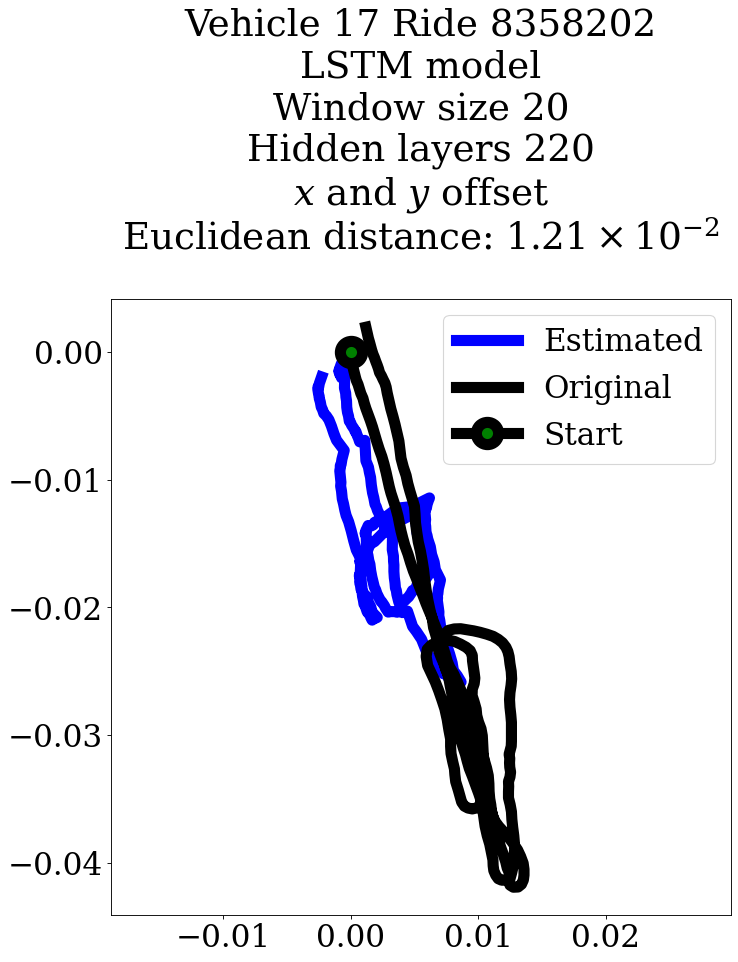 Vehicle 17 Ride 8358202
LSTM model
Window size 20
Hidden layers 220
x and y offset
Euclidean distance: 1.21 × 10⁻²
Estimated
Original
Start
0.00
−0.01
−0.02
−0.03
−0.04
−0.01 0.00 0.01 0.02